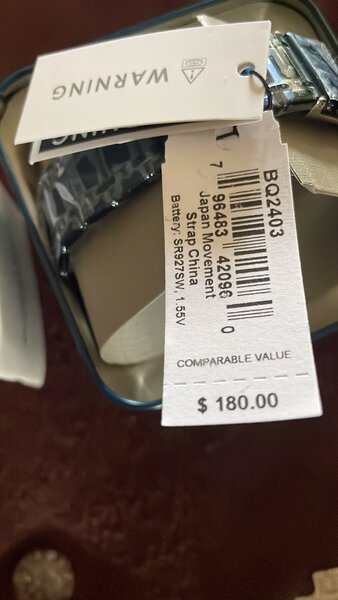 WARNING
BQ2403
7 96483 42096 0
Japan Movement
Strap China
Battery: SR927SW, 1.55V
COMPARABLE VALUE
$ 180.00